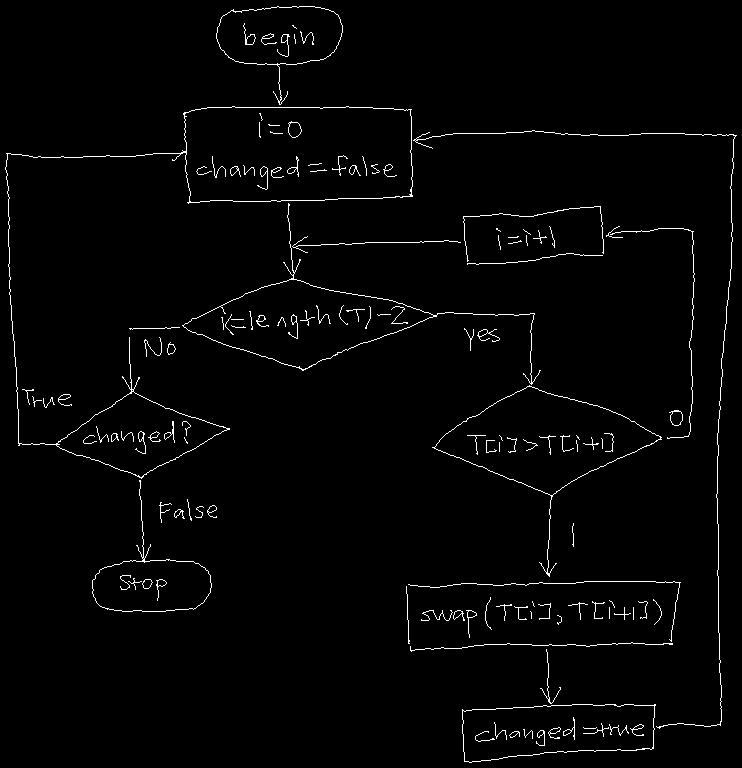 begin
i=0
changed=false
i=i+1
i<=length(T)-2
No
yes
True
changed?
T[i]>T[i+1]
0
False
1
Stop
swap(T[i],T[i+1])
changed=true